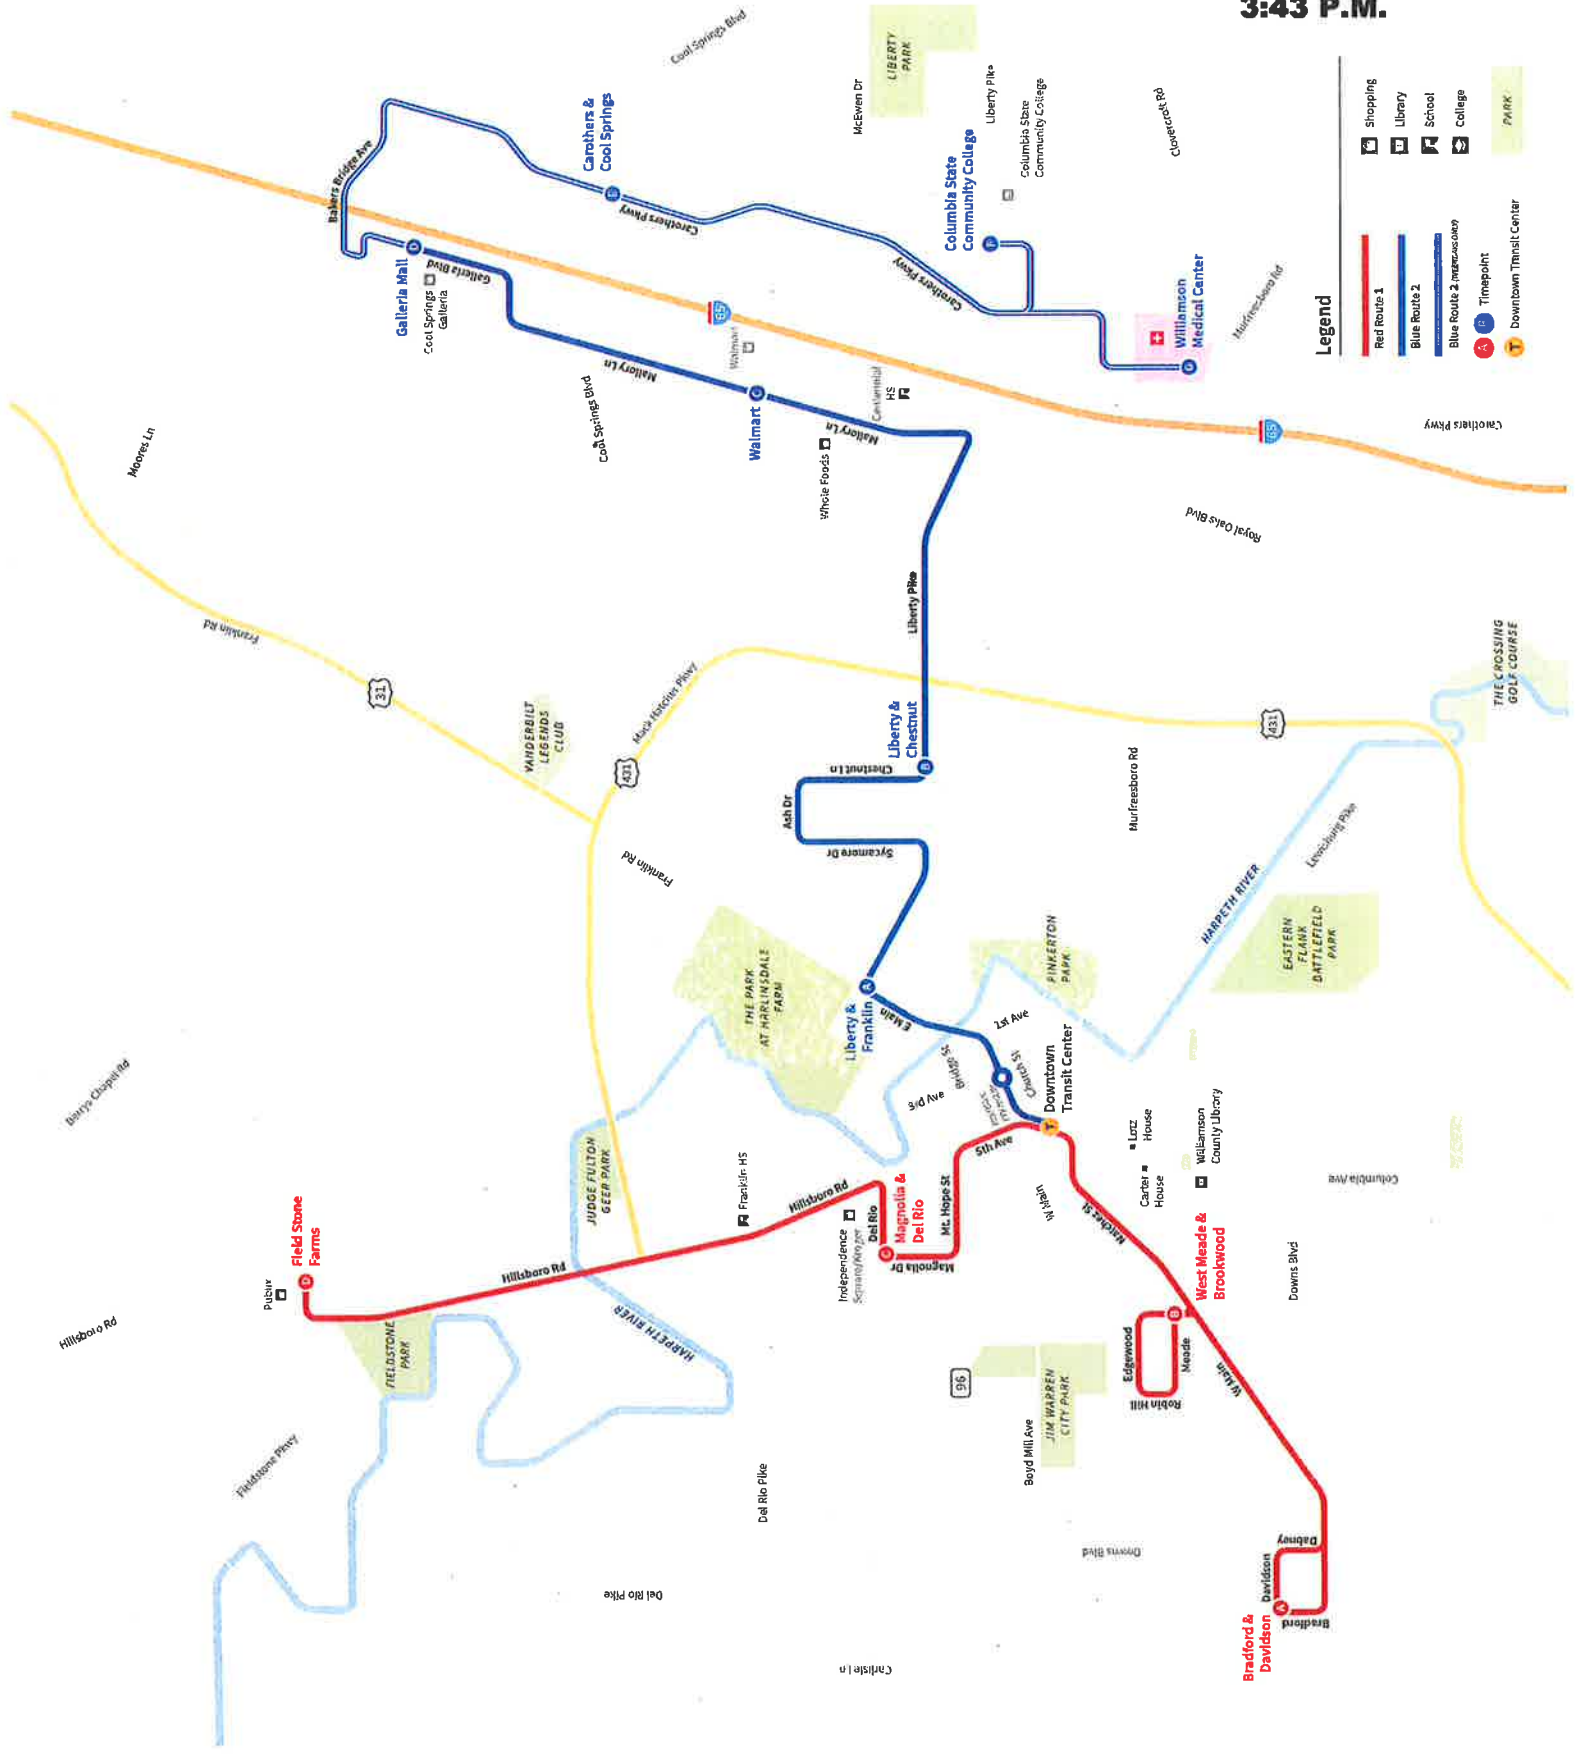 3:43 P.M.
Cool Springs Blvd
LIBERTY
PARK
McEwen Dr
Liberty Pike
Columbia State
Community College
Clovercroft Rd
Carothers &
Cool Springs
Bakers Bridge Ave
Carothers Pkwy
E
Columbia State
Community College
F
Carothers Pkwy
Galleria Mall
D
Galleria Blvd
Cool Springs
Galleria
65
Walmart
Mallory Ln
Williamson
Medical Center
G
Murfreesboro Rd
Moores Ln
Cool Springs Blvd
Walmart
C
Centennial
HS
Mallory Ln
Whole Foods
65
Carothers Pkwy
Royal Oaks Blvd
Legend
Red Route 1
Blue Route 2
Blue Route 2
A
B
Timepoint
T
Downtown Transit Center
Shopping
Library
School
College
PARK
Franklin Rd
31
VANDERBILT
LEGENDS
CLUB
Mack Hatcher Pkwy
431
Liberty Pike
Liberty &
Chestnut
B
Chestnut Ln
Ash Dr
Sycamore Dr
Franklin Rd
431
THE CROSSING
GOLF COURSE
Murfreesboro Rd
Lewisburg Pike
HARPETH RIVER
EASTERN
FLANK
BATTLEFIELD
PARK
PINKERTON
PARK
THE PARK
AT HARLINSDALE
FARM
Liberty &
Franklin
A
E Main
1st Ave
Bridge St
Church St
3rd Ave
Downtown
Transit Center
T
5th Ave
Berrys Chapel Rd
JUDGE FULTON
GEER PARK
Franklin HS
Hillsboro Rd
Field Stone
Farms
D
Publix
Hillsboro Rd
Hillsboro Rd
Independence
Square/Kroger
Del Rio
Magnolia &
Del Rio
C
Magnolia Dr
Mt. Hope St
W Main
Natchez St
Lotz
House
Carter
House
Williamson
County Library
Columbia Ave
West Meade &
Brookwood
B
Downs Blvd
Edgewood
Meade
Robin Hill
W Main
FIELDSTONE
PARK
HARPETH RIVER
Fieldstone Pkwy
96
JIM WARREN
CITY PARK
Boyd Mill Ave
Del Rio Pike
Del Rio Pike
Downs Blvd
Carlisle Ln
Dabney
Davidson
A
Bradford
Bradford &
Davidson